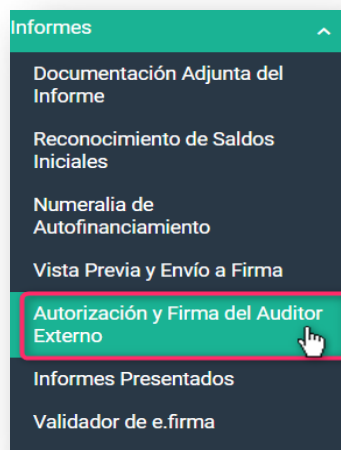 Informes
Documentación Adjunta del
Informe
Reconocimiento de Saldos
Iniciales
Numeralia de
Autofinanciamiento
Vista Previa y Envío a Firma
Autorización y Firma del Auditor
Externo
Informes Presentados
Validador de e.firma